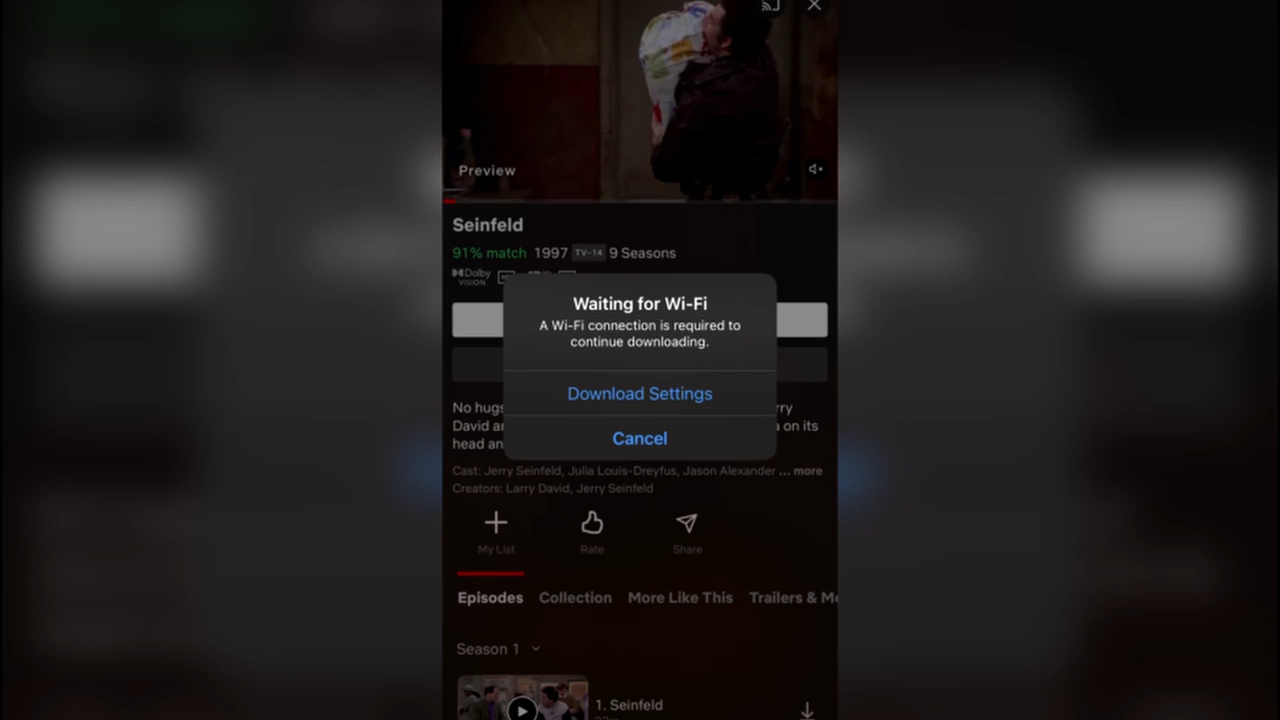 Preview
Seinfeld
91% match 1997 TV-14 9 Seasons
Dolby
VISION
Waiting for Wi-Fi
A Wi-Fi connection is required to
continue downloading.
Download Settings
Cancel
No hugs
David
a on its
head
Cast: Jerry Seinfeld, Julia Louis-Dreyfus, Jason Alexander ... more
Creators: Larry David, Jerry Seinfeld
My List Rate Share
Episodes Collection More Like This Trailers &
Season 1
1. Seinfeld